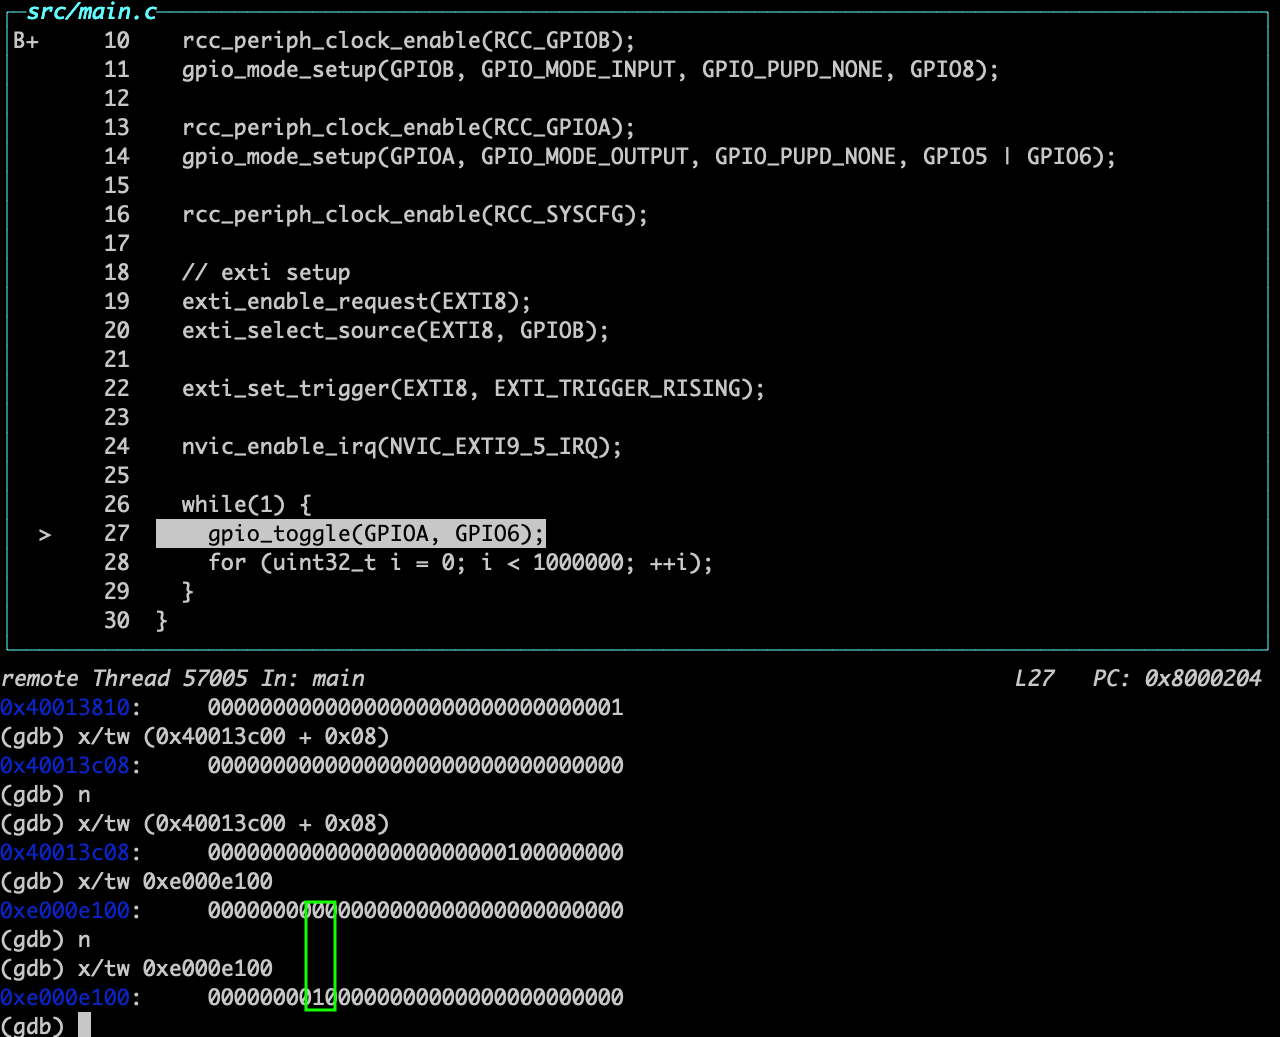 src/main.c
B+ 10 rcc_periph_clock_enable(RCC_GPIOB);
11 gpio_mode_setup(GPIOB, GPIO_MODE_INPUT, GPIO_PUPD_NONE, GPIO8);
12
13 rcc_periph_clock_enable(RCC_GPIOA);
14 gpio_mode_setup(GPIOA, GPIO_MODE_OUTPUT, GPIO_PUPD_NONE, GPIO5 | GPIO6);
15
16 rcc_periph_clock_enable(RCC_SYSCFG);
17
18 // exti setup
19 exti_enable_request(EXTI8);
20 exti_select_source(EXTI8, GPIOB);
21
22 exti_set_trigger(EXTI8, EXTI_TRIGGER_RISING);
23
24 nvic_enable_irq(NVIC_EXTI9_5_IRQ);
25
26 while(1) {
> 27 gpio_toggle(GPIOA, GPIO6);
28 for (uint32_t i = 0; i < 1000000; ++i);
29 }
30 }
remote Thread 57005 In: main L27 PC: 0x8000204
0x40013810: 00000000000000000000000000000001
(gdb) x/tw (0x40013c00 + 0x08)
0x40013c08: 00000000000000000000000000000000
(gdb) n
(gdb) x/tw (0x40013c00 + 0x08)
0x40013c08: 00000000000000000000000100000000
(gdb) x/tw 0xe000e100
0xe000e100: 00000000000000000000000000000000
(gdb) n
(gdb) x/tw 0xe000e100
0xe000e100: 00000000100000000000000000000000
(gdb)